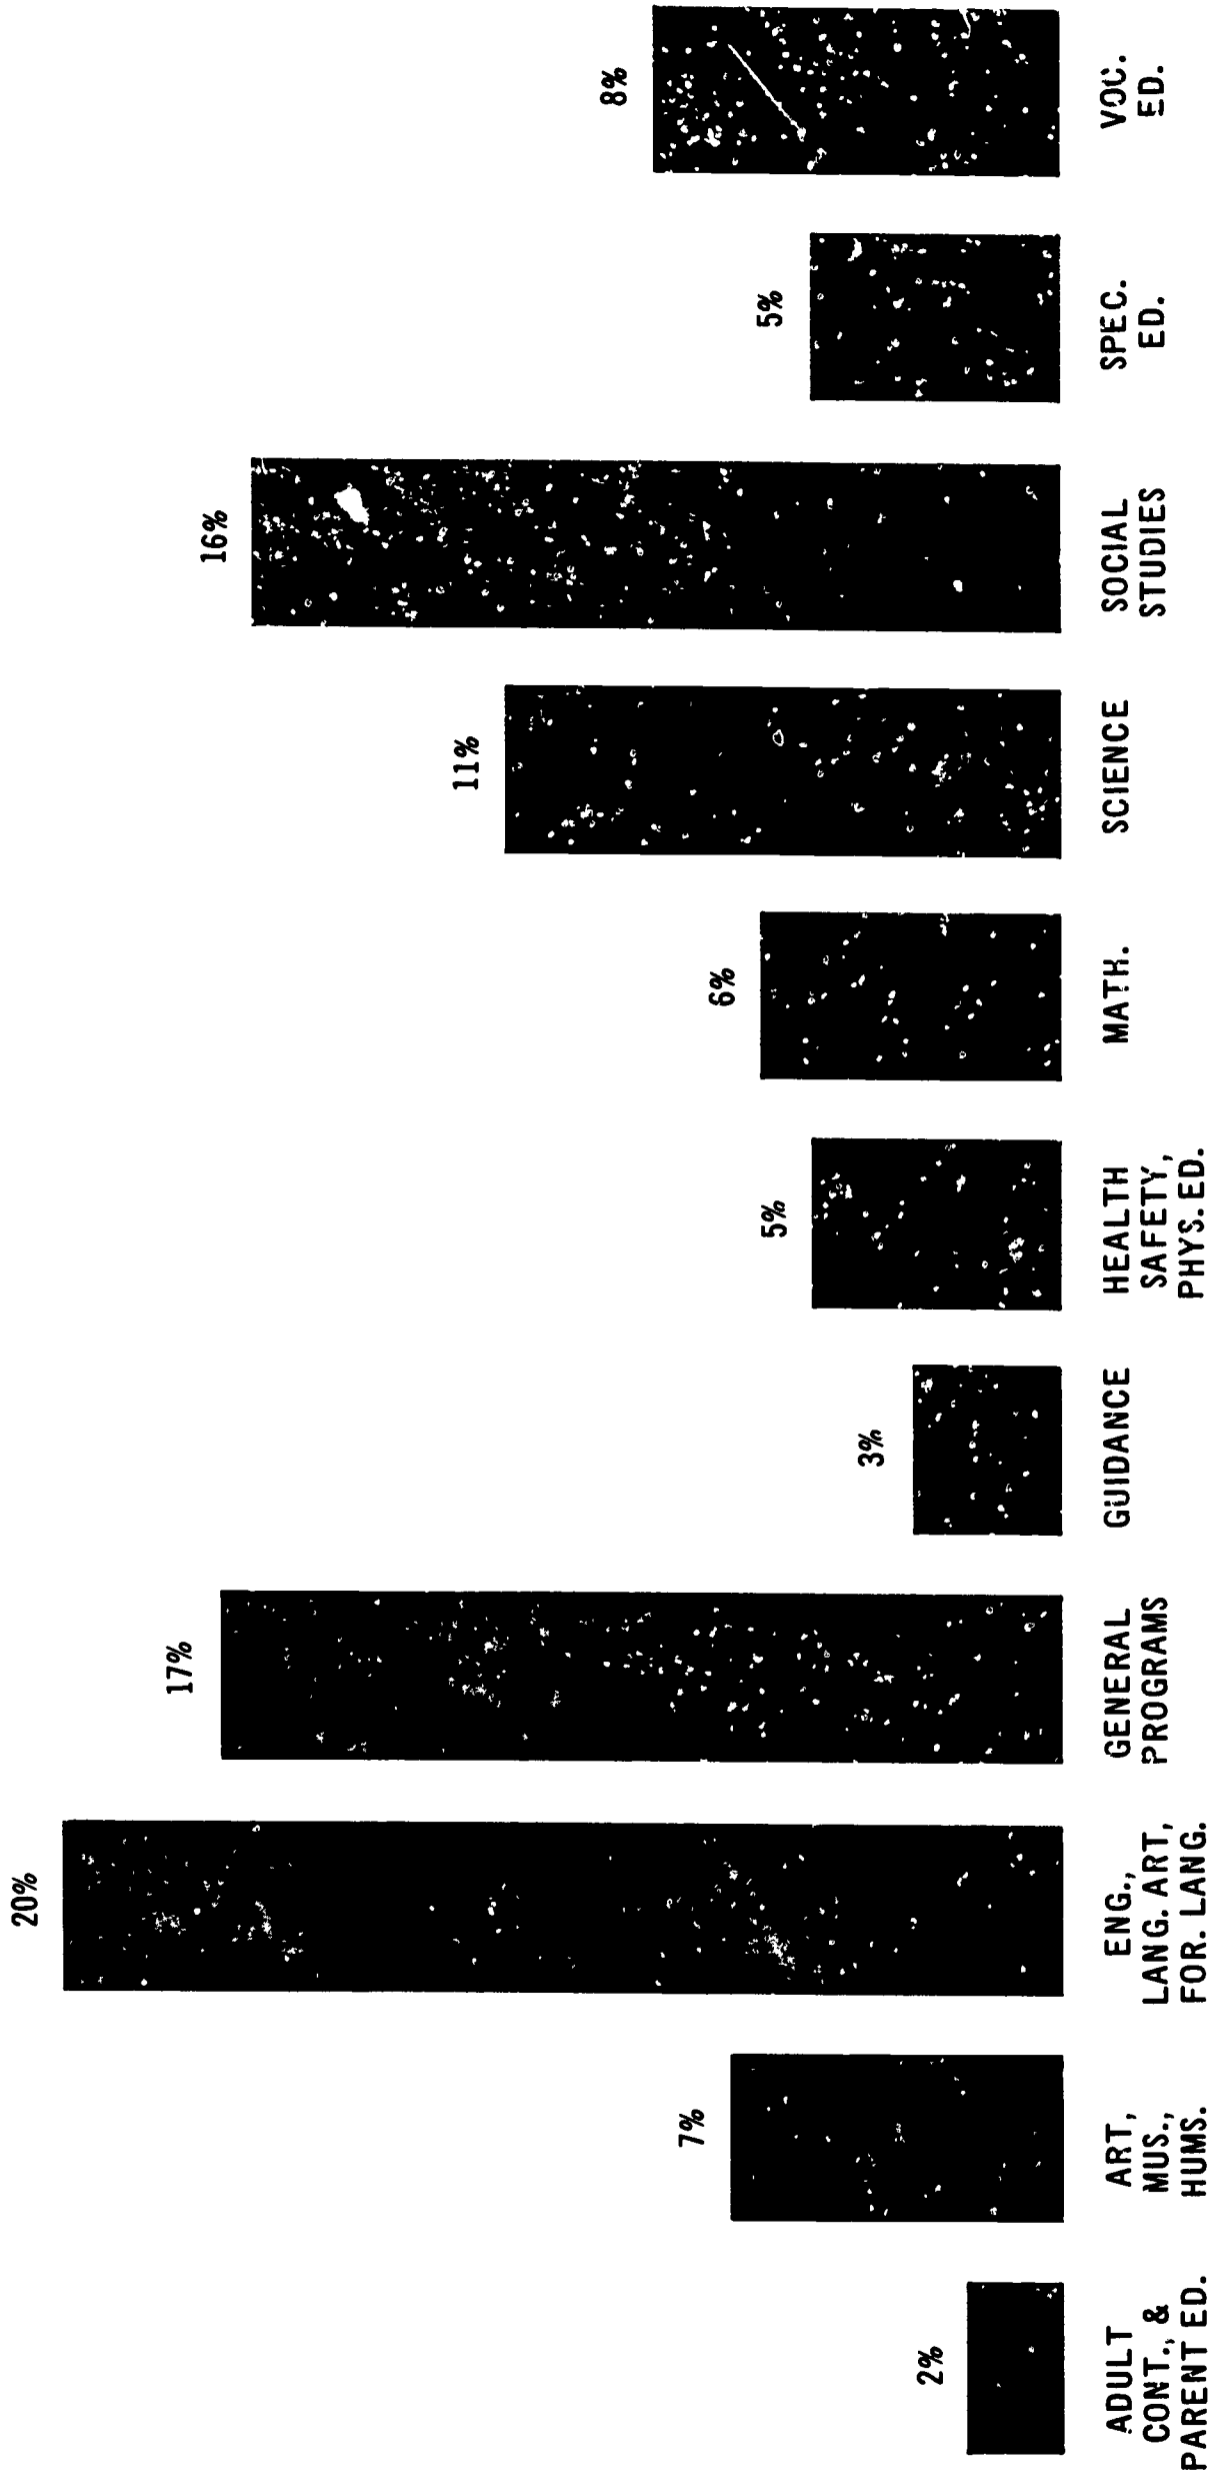 20%
17%
16%
11%
8%
7%
6%
5%
5%
3%
2%
ADULT
CONT., &
PARENT ED.
ART,
MUS.,
HUMS.
ENG.,
LANG. ART,
FOR. LANG.
GENERAL
PROGRAMS
GUIDANCE
HEALTH
SAFETY,
PHYS. ED.
MATH.
SCIENCE
SOCIAL
STUDIES
SPEC.
ED.
VOC.
ED.